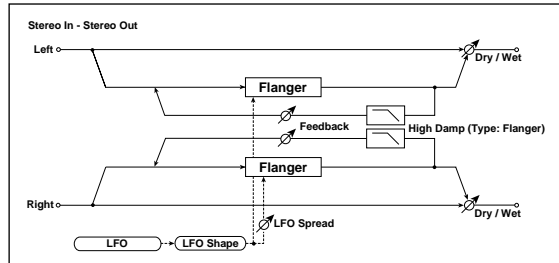 Stereo In - Stereo Out
Left
Dry / Wet
Flanger
Feedback
High Damp (Type: Flanger)
Flanger
Right
Dry / Wet
LFO Spread
LFO
LFO Shape